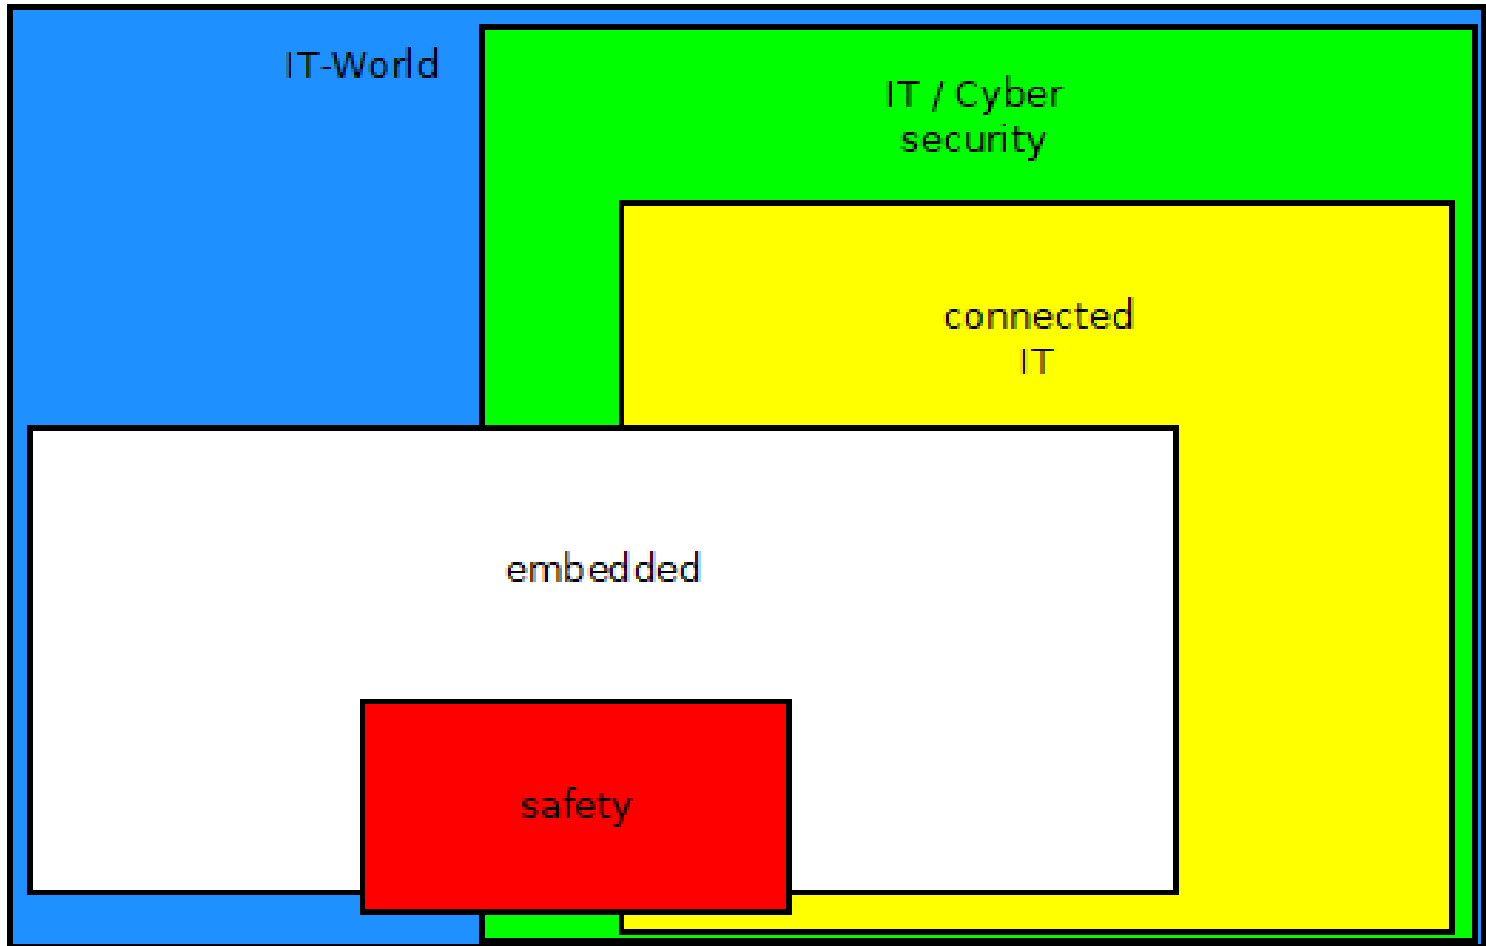 IT-World
IT / Cyber
security
connected
IT
embedded
safety